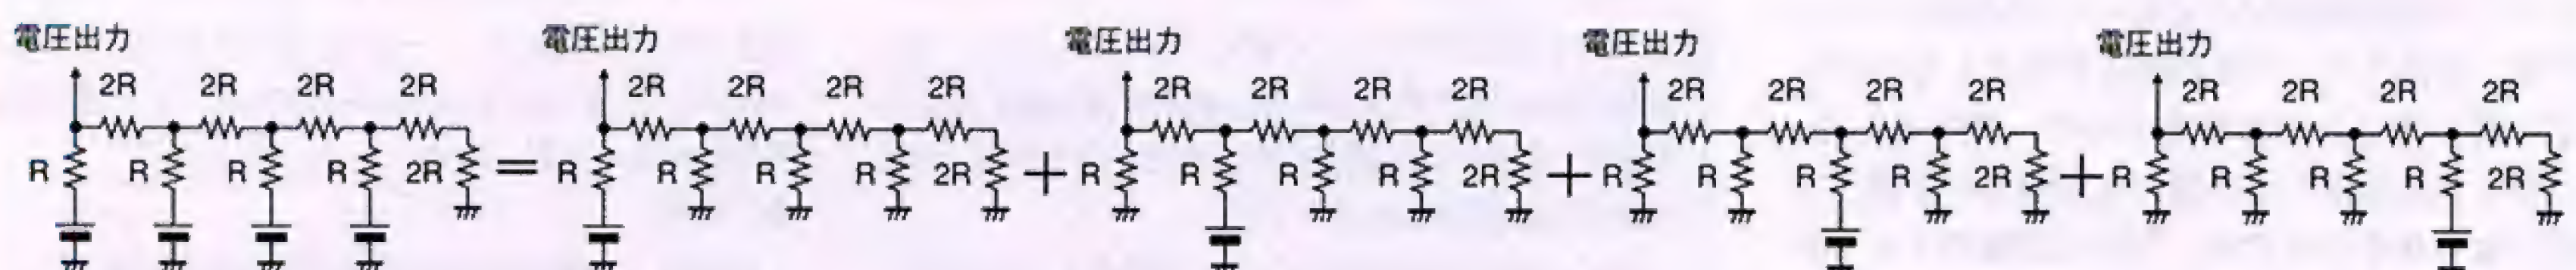 電圧出力 電圧出力 電圧出力 電圧出力 電圧出力
2R 2R 2R 2R 2R 2R 2R 2R 2R 2R 2R 2R 2R 2R 2R 2R 2R 2R 2R 2R
R R R R 2R = R R R R 2R + R R R R 2R + R R R R 2R + R R R R 2R